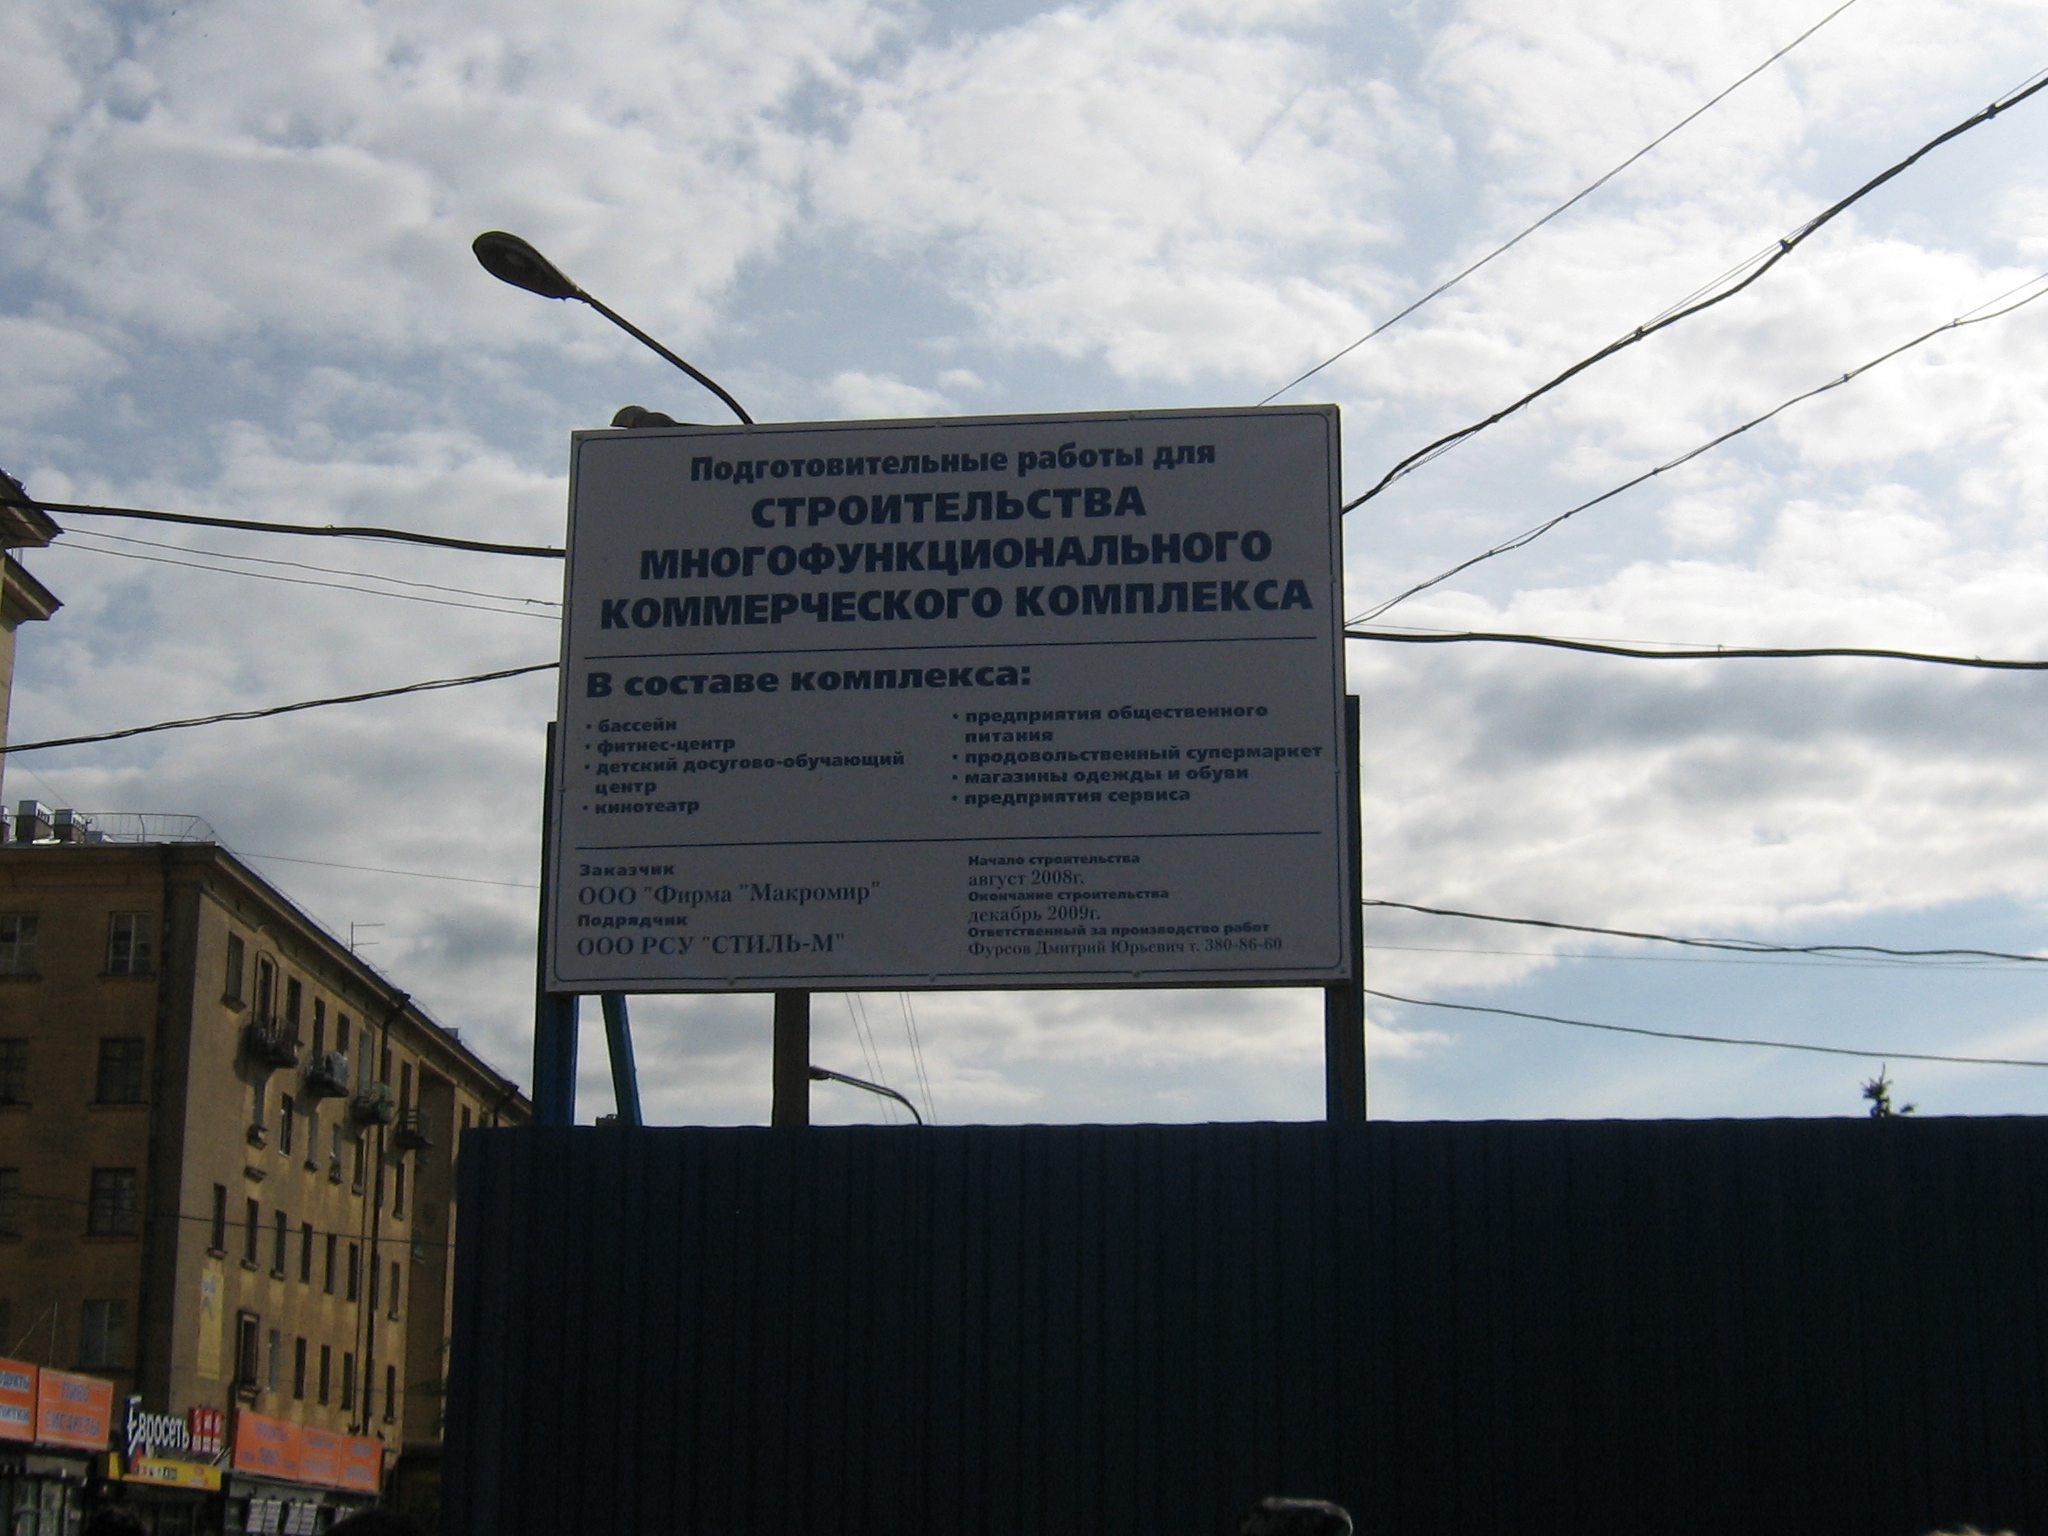 Подготовительные работы для
СТРОИТЕЛЬСТВА
МНОГОФУНКЦИОНАЛЬНОГО
КОММЕРЧЕСКОГО КОМПЛЕКСА
В составе комплекса:
• бассейн
• фитнес-центр
• детский досугово-обучающий
центр
• кинотеатр
• предприятия общественного
питания
• продовольственный супермаркет
• магазины одежды и обуви
• предприятия сервиса
Заказчик
ООО "Фирма "Макромир"
Подрядчик
ООО РСУ "СТИЛЬ-М"
Начало строительства
август 2008г.
Окончание строительства
декабрь 2009г.
Ответственный за производство работ
Фурсов Дмитрий Юрьевич т. 380-86-60
ПИВО
СИГАРЕТЫ
Евросеть